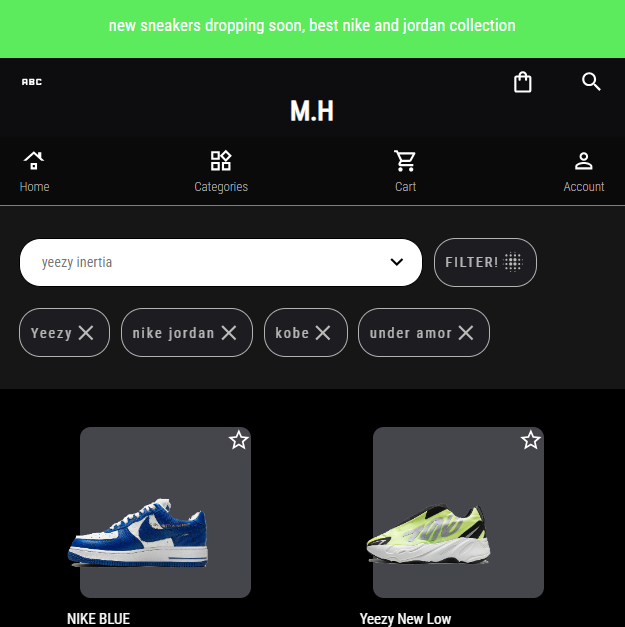 new sneakers dropping soon, best nike and jordan collection
ABC
M.H
Home Categories Cart Account
yeezy inertia FILTER!
Yeezy nike jordan kobe under amor
NIKE BLUE Yeezy New Low